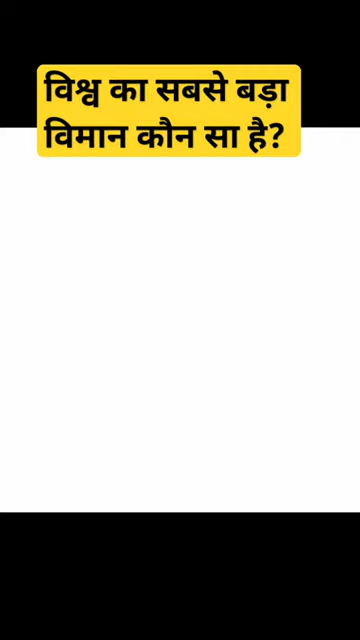 विश्व का सबसे बड़ा
विमान कौन सा है?